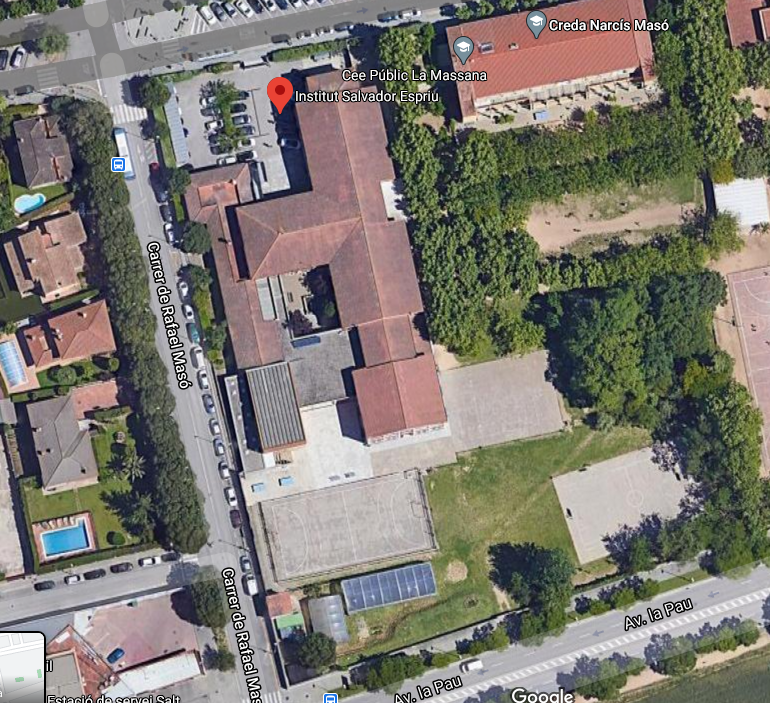 Creda Narcís Masó
Cee Públic La Massana
Institut Salvador Espriu
Carrer de Rafael Masó
Carrer de Rafael Mas
Av. la Pau
Av. la Pau
Google
Estació de servei Salt